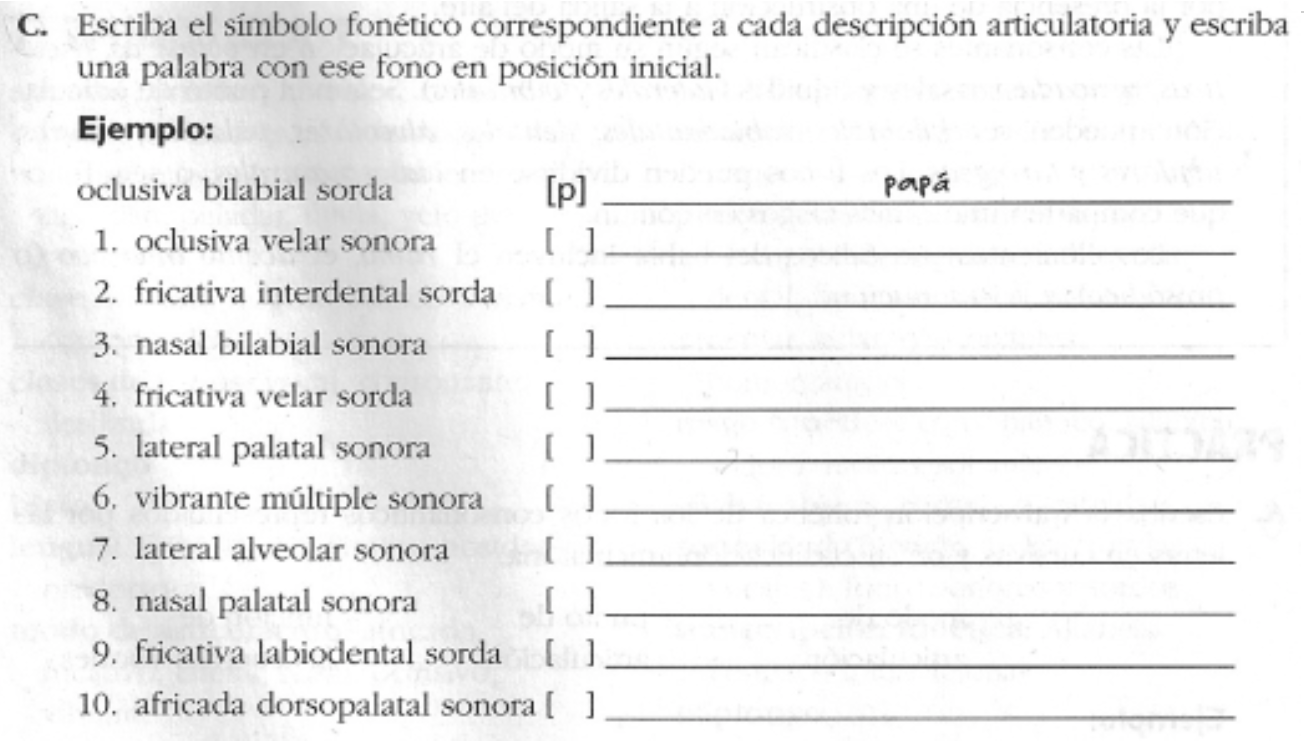 C. Escriba el símbolo fonético correspondiente a cada descripción articulatoria y escriba
una palabra con ese fono en posición inicial.
Ejemplo:
oclusiva bilabial sorda [p] papá
1. oclusiva velar sonora [ ]
2. fricativa interdental sorda [ ]
3. nasal bilabial sonora [ ]
4. fricativa velar sorda [ ]
5. lateral palatal sonora [ ]
6. vibrante múltiple sonora [ ]
7. lateral alveolar sonora [ ]
8. nasal palatal sonora [ ]
9. fricativa labiodental sorda [ ]
10. africada dorsopalatal sonora [ ]